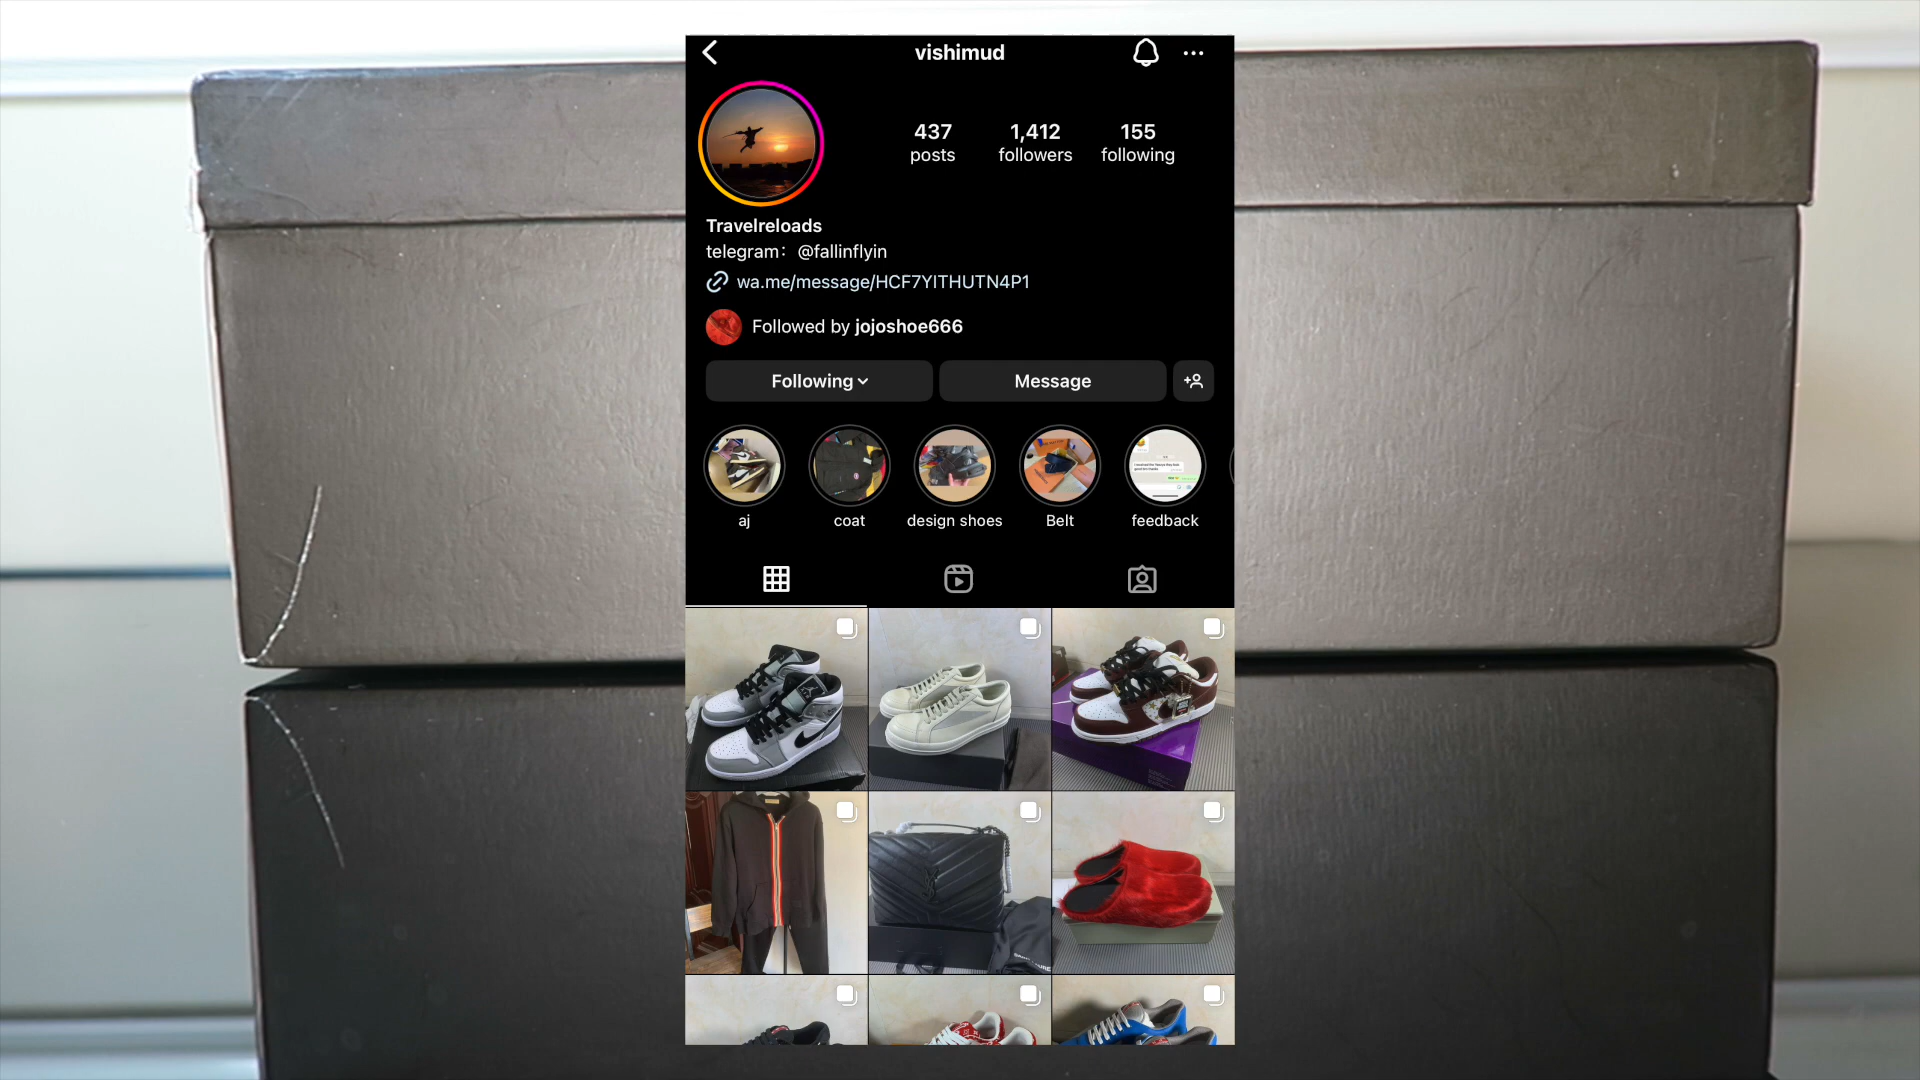 vishimud
437 1,412 155
posts followers following
Travelreloads
telegram：@fallinflyin
wa.me/message/HCF7YITHUTN4P1
Followed by jojoshoe666
Following Message
aj coat design shoes Belt feedback